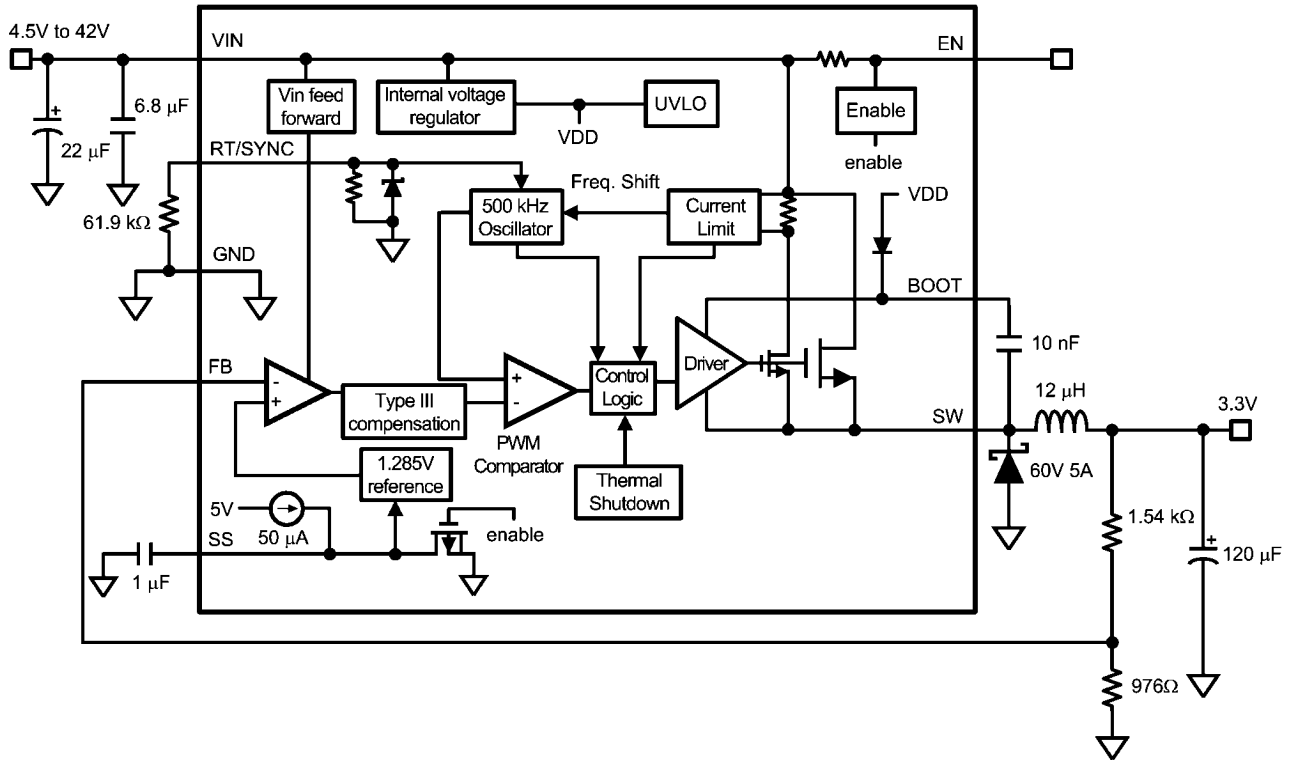 4.5V to 42V
VIN
EN
6.8 μF
22 μF
Vin feed
forward
Internal voltage
regulator
VDD
UVLO
Enable
enable
RT/SYNC
61.9 kΩ
GND
500 kHz
Oscillator
Freq. Shift
Current
Limit
VDD
BOOT
10 nF
FB
-
+
Type III
compensation
+
-
PWM
Comparator
Control
Logic
Driver
SW
12 μH
3.3V
60V 5A
1.285V
reference
Thermal
Shutdown
5V
50 μA
enable
SS
1 μF
1.54 kΩ
+
120 μF
976Ω
+